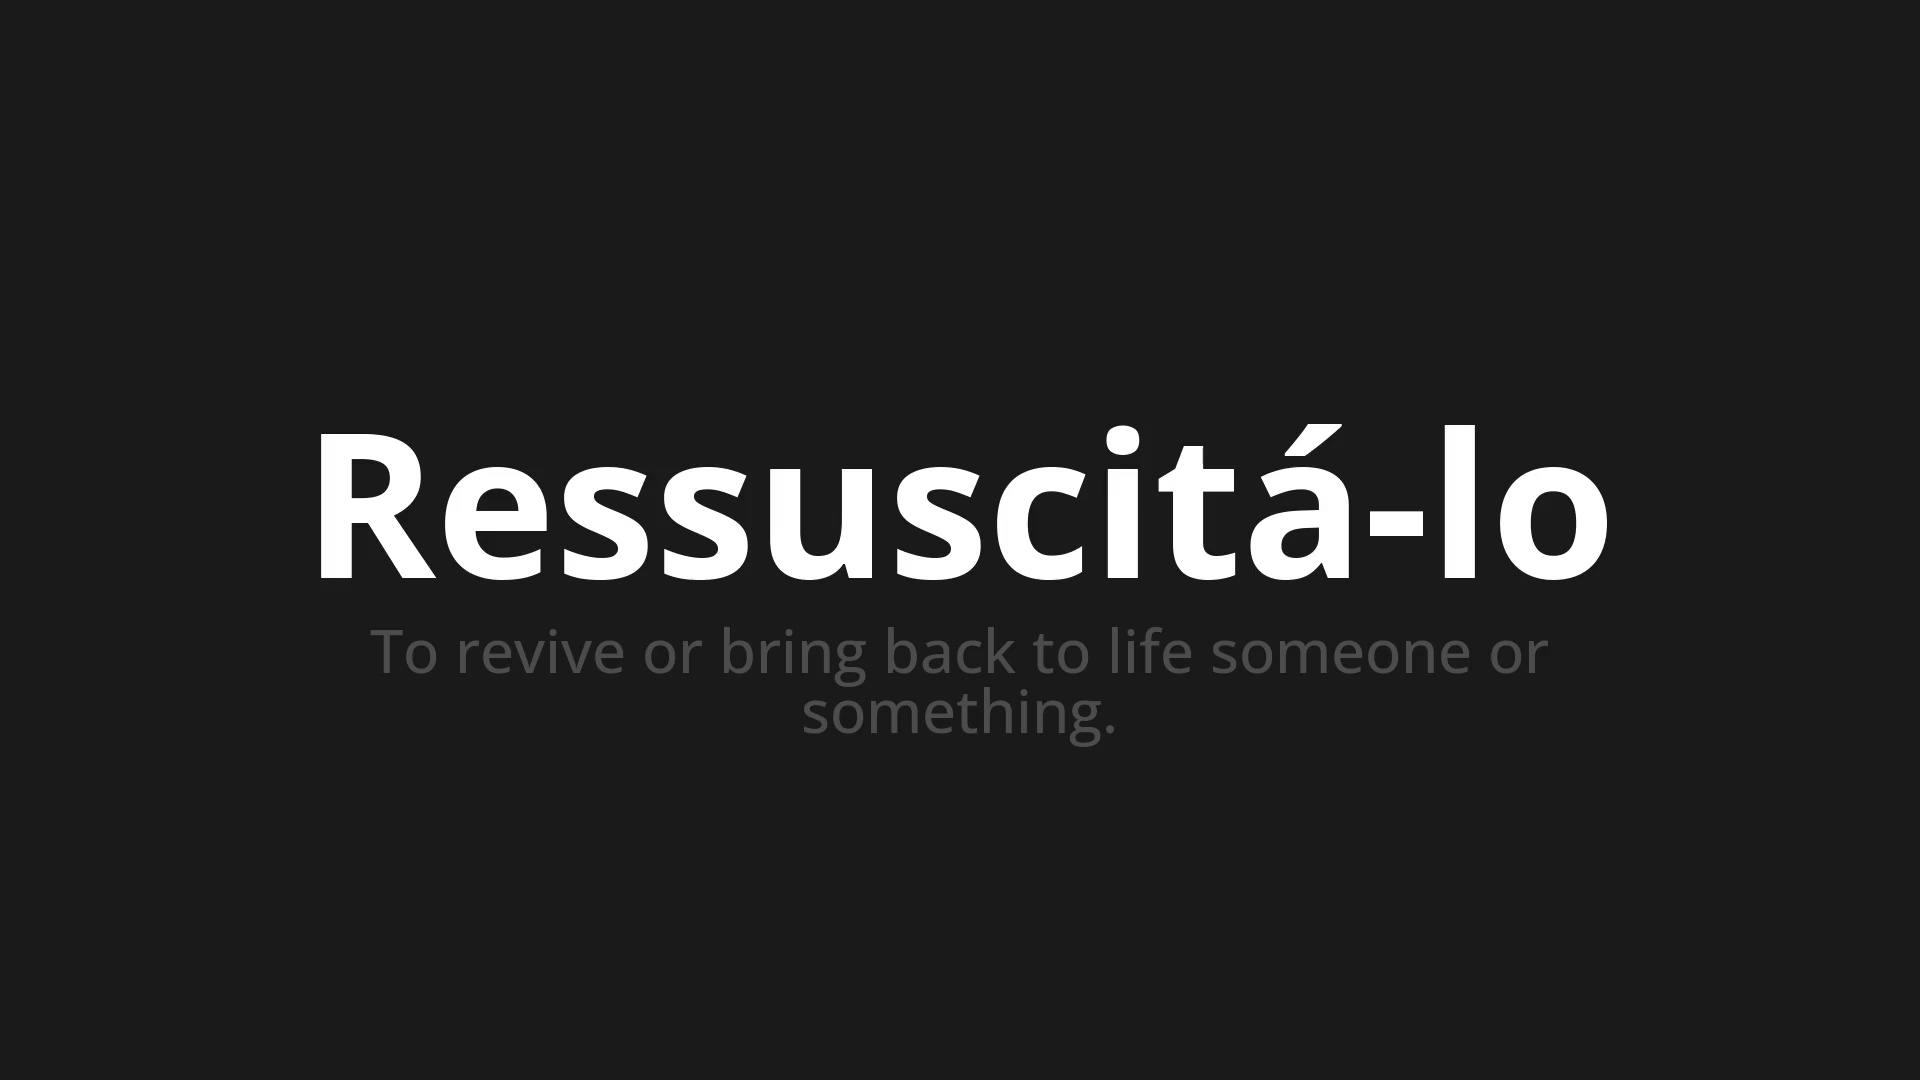 Ressuscitá-lo
To revive or bring back to life someone or
something.